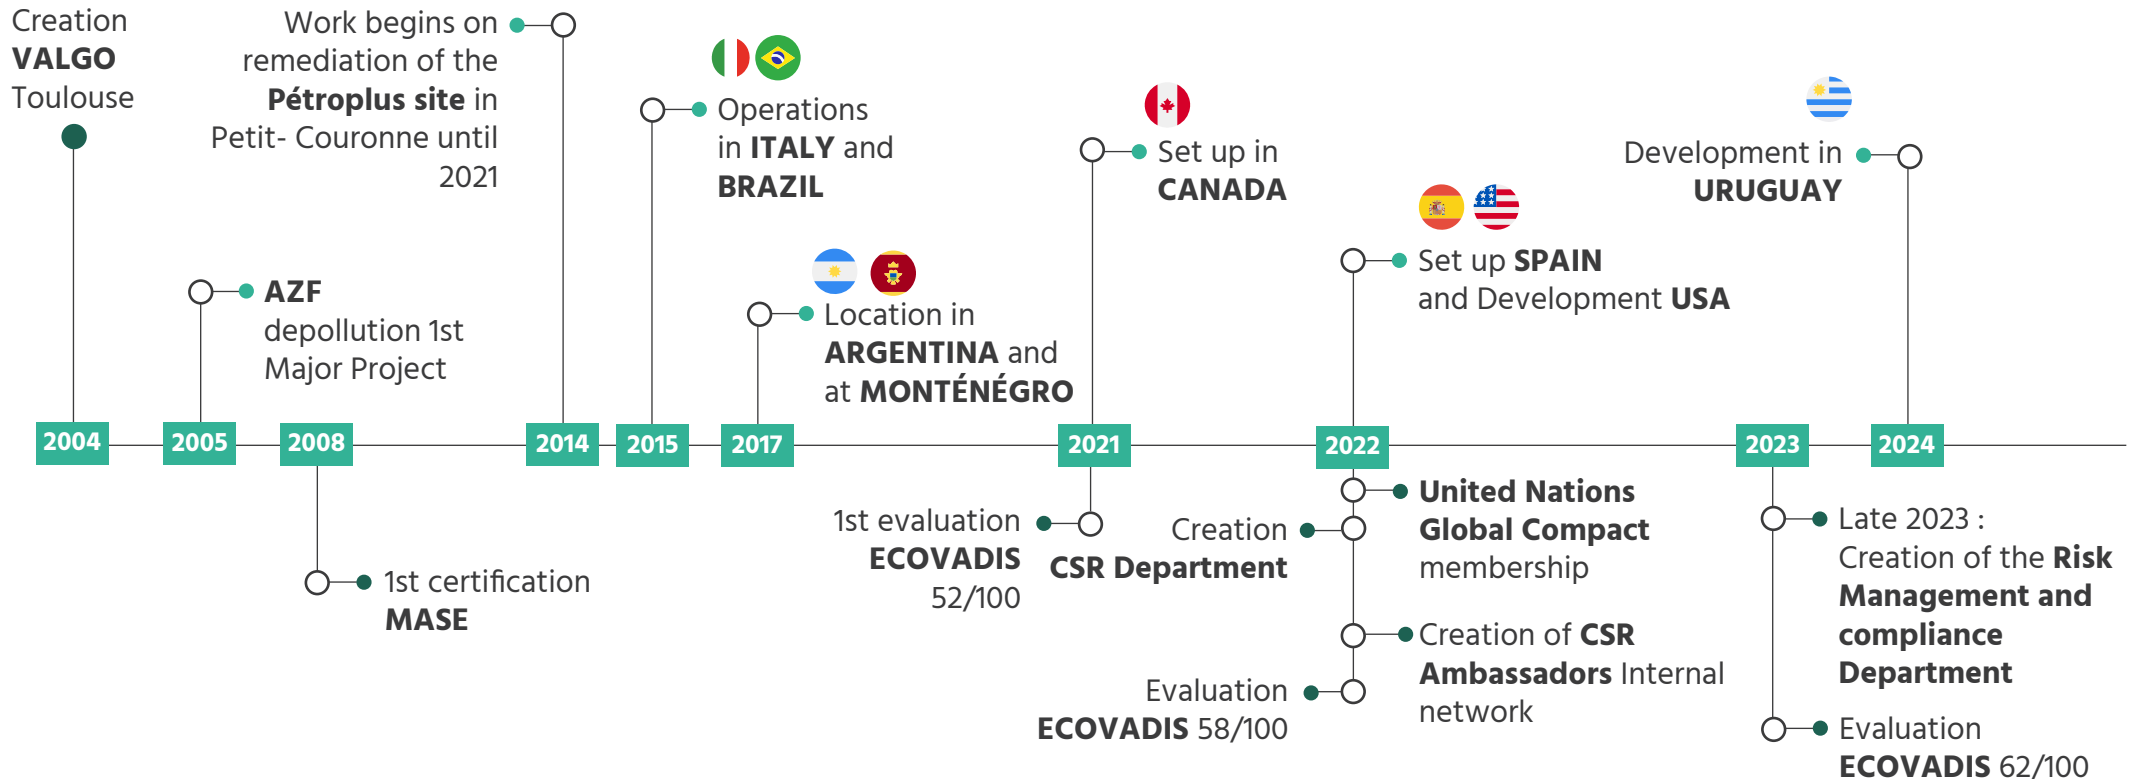 Creation
VALGO
Toulouse
Work begins on
remediation of the
Pétroplus site in
Petit- Couronne until
2021
Operations
in ITALY and
BRAZIL
Set up in
CANADA
Development in
URUGUAY
AZF
depollution 1st
Major Project
Location in
ARGENTINA and
at MONTÉNÉGRO
Set up SPAIN
and Development USA
2004
2005
2008
2014
2015
2017
2021
2022
2023
2024
1st certification
MASE
1st evaluation
ECOVADIS
52/100
Creation
CSR Department
United Nations
Global Compact
membership
Creation of CSR
Ambassadors Internal
network
Evaluation
ECOVADIS 58/100
Late 2023 :
Creation of the Risk
Management and
compliance
Department
Evaluation
ECOVADIS 62/100